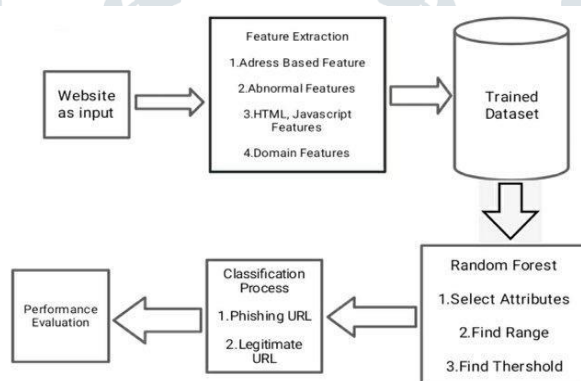 Website
as input
Feature Extraction
1.Adress Based Feature
2.Abnormal Features
3.HTML, Javascript
Features
4.Domain Features
Trained
Dataset
Random Forest
1.Select Attributes
2.Find Range
3.Find Thershold
Classification
Process
1.Phishing URL
2.Legitimate
URL
Performance
Evaluation